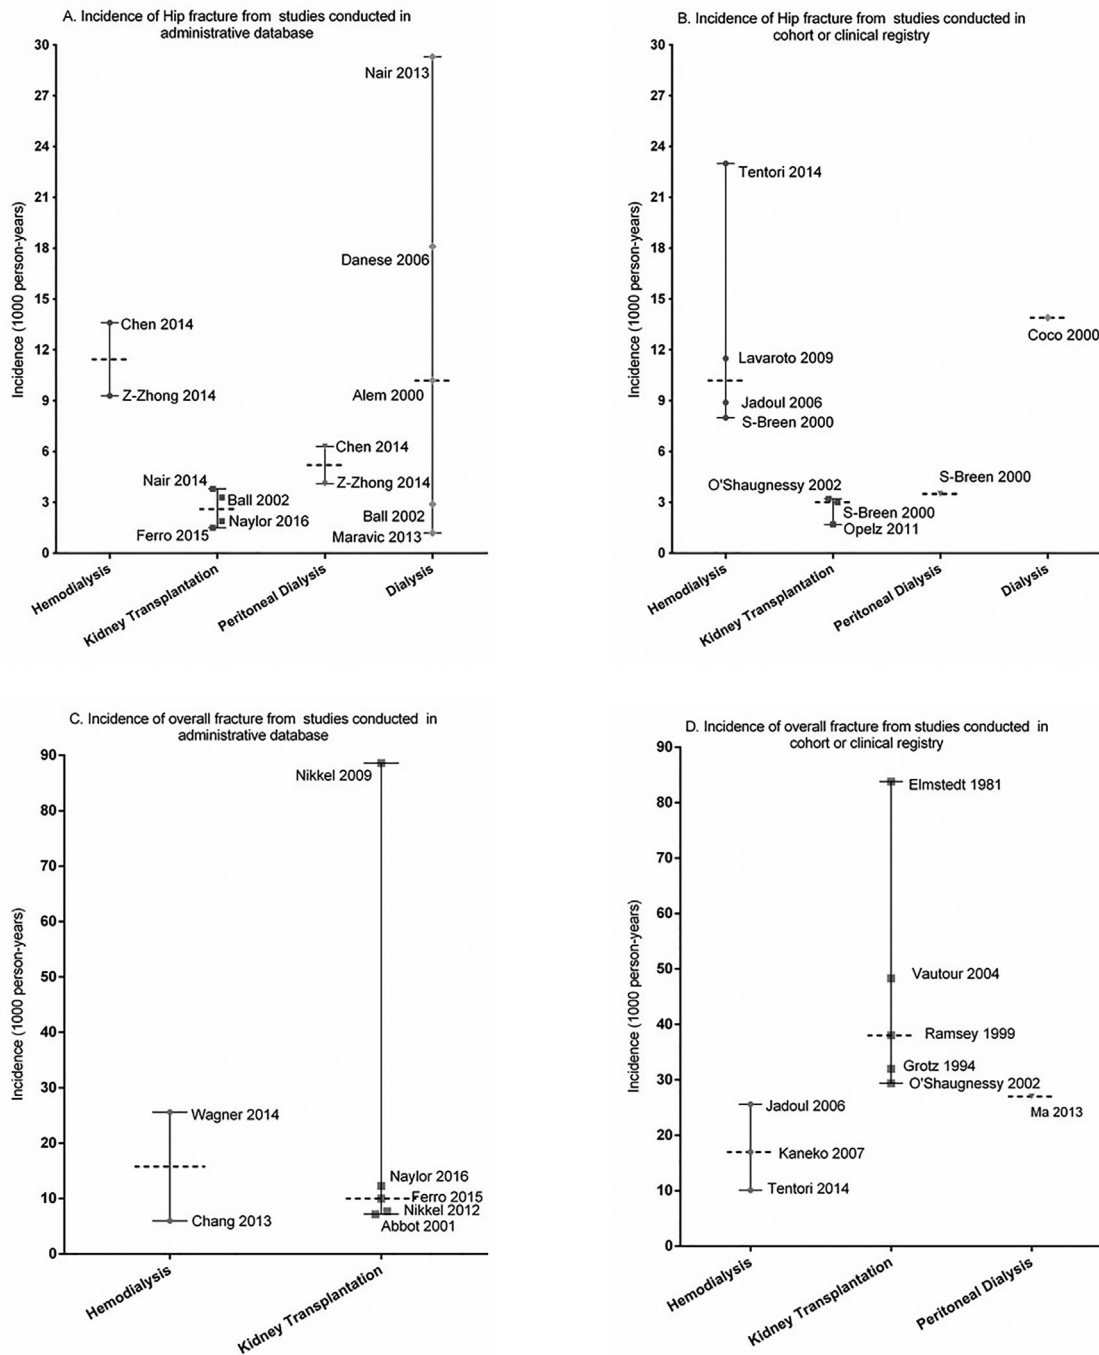 A. Incidence of Hip fracture from studies conducted in
administrative database
Incidence (1000 person-years)
30
27
24
21
18
15
12
9
6
3
0
Nair 2013
Danese 2006
Chen 2014
Z-Zhong 2014
Alem 2000
Chen 2014
Z-Zhong 2014
Nair 2014
Ball 2002
Naylor 2016
Ferro 2015
Ball 2002
Maravic 2013
Hemodialysis
Kidney Transplantation
Peritoneal Dialysis
Dialysis
B. Incidence of Hip fracture from studies conducted in
cohort or clinical registry
Incidence (1000 person-years)
30
27
24
21
18
15
12
9
6
3
0
Tentori 2014
Lavaroto 2009
Jadoul 2006
S-Breen 2000
Coco 2000
O'Shaugnessy 2002
S-Breen 2000
Opelz 2011
S-Breen 2000
Hemodialysis
Kidney Transplantation
Peritoneal Dialysis
Dialysis
C. Incidence of overall fracture from studies conducted in
administrative database
Incidence (1000 person-years)
90
80
70
60
50
40
30
20
10
0
Nikkel 2009
Wagner 2014
Chang 2013
Naylor 2016
Ferro 2015
Nikkel 2012
Abbot 2001
Hemodialysis
Kidney Transplantation
D. Incidence of overall fracture from studies conducted in
cohort or clinical registry
Incidence (1000 person-years)
90
80
70
60
50
40
30
20
10
0
Elmstedt 1981
Vautour 2004
Ramsey 1999
Grotz 1994
O'Shaugnessy 2002
Ma 2013
Jadoul 2006
Kaneko 2007
Tentori 2014
Hemodialysis
Kidney Transplantation
Peritoneal Dialysis